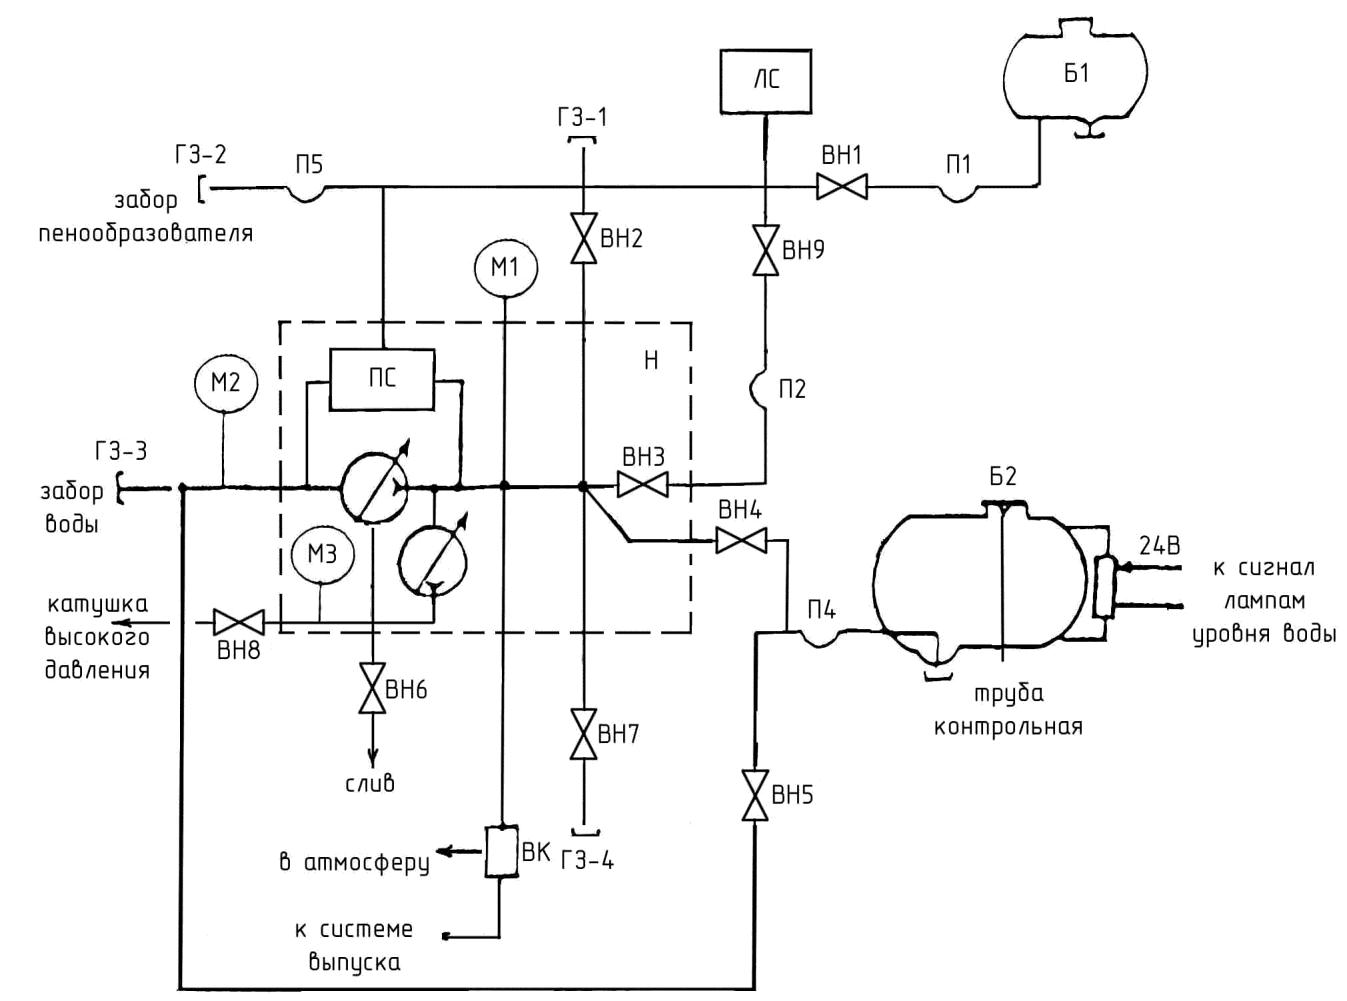 ЛС
Б1
ГЗ-1
ГЗ-2
П5
ВН1
П1
забор
пенообразователя
ВН2
ВН9
М1
Н
ПС
М2
П2
ГЗ-3
ВН3
Б2
забор
воды
ВН4
М3
24В
к сигнал
лампам
уровня воды
катушка
высокого
давления
П4
ВН8
ВН6
труба
контрольная
ВН7
слив
ВН5
в атмосферу
ВК
ГЗ-4
к системе
выпуска